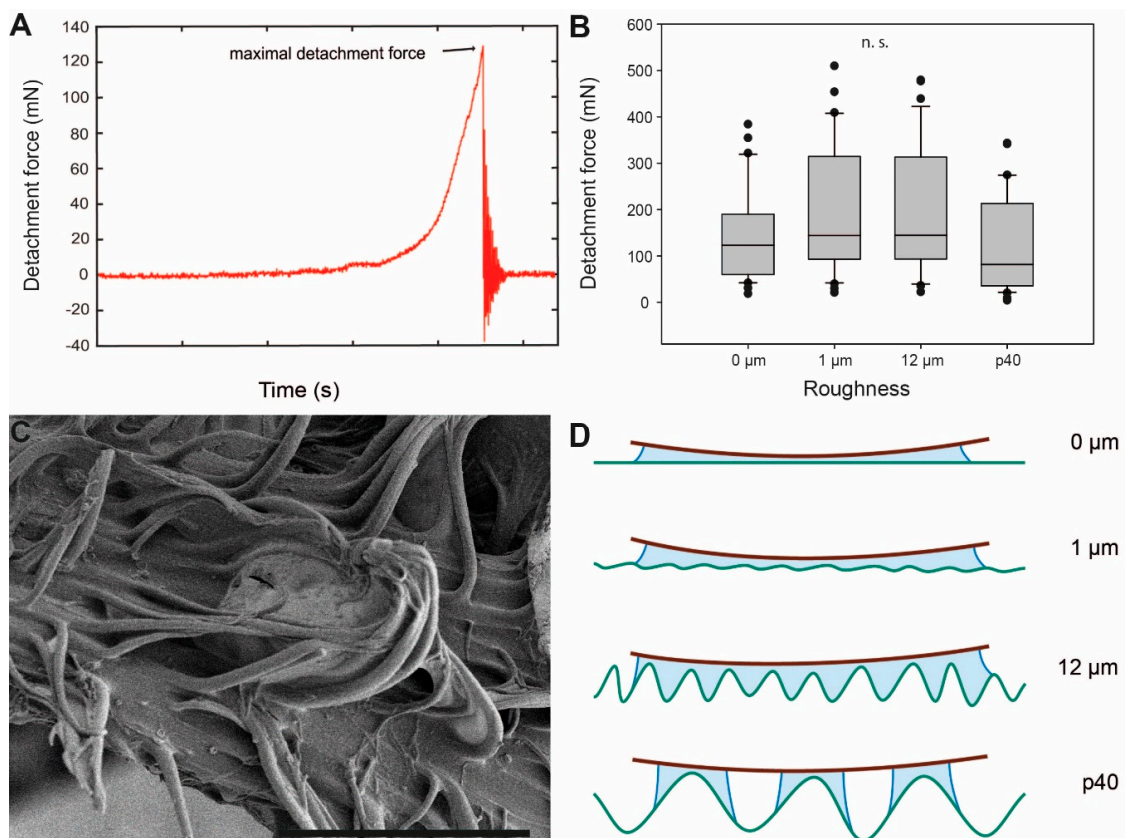 A
Detachment force (mN)
140
120
100
80
60
40
20
0
-20
-40
maximal detachment force
Time (s)
B
Detachment force (mN)
600
500
400
300
200
100
0
n. s.
0 µm
1 µm
12 µm
p40
Roughness
C
D
0 µm
1 µm
12 µm
p40